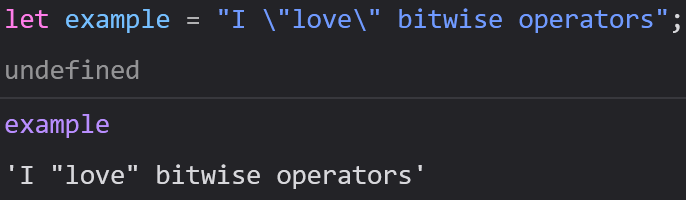 let example = "I \"love\" bitwise operators";
undefined
example
'I "love" bitwise operators'